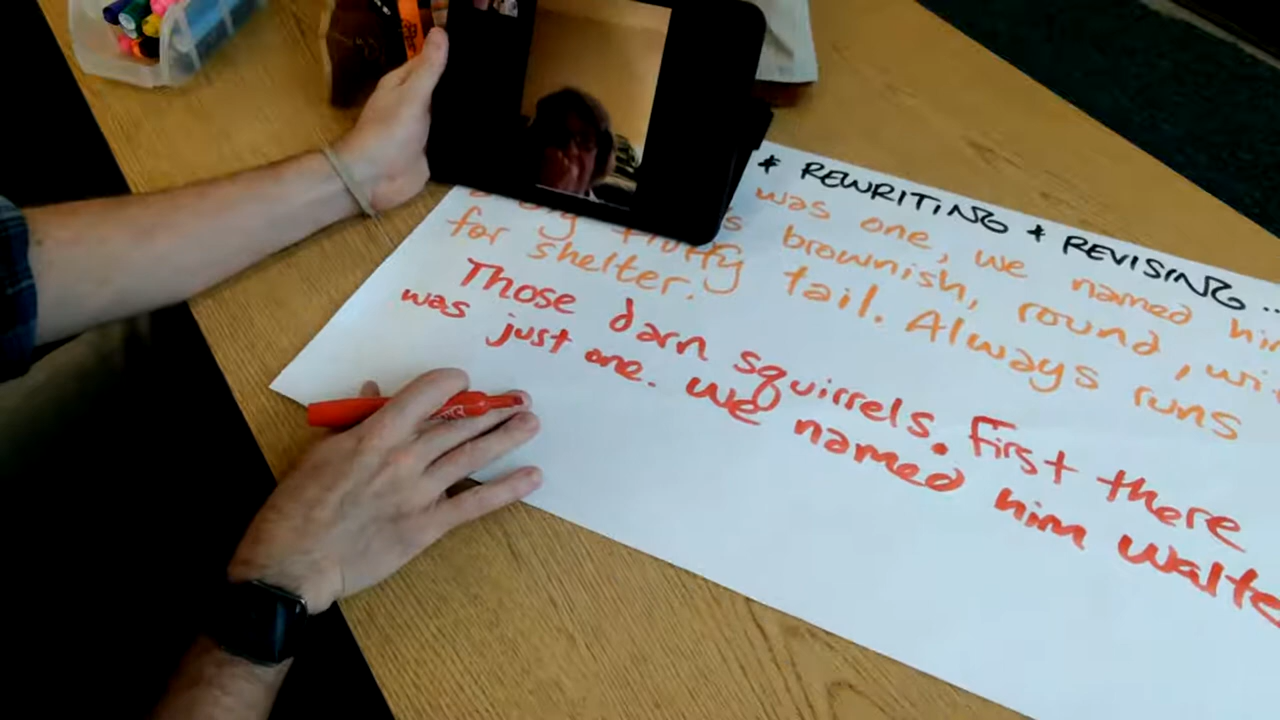 * REWRITING * REVISING...
was one, we named him
brownish, round, wi
fluffy tail. Always runs
for shelter.
Those darn squirrels. First there
was just one. We named him Walte